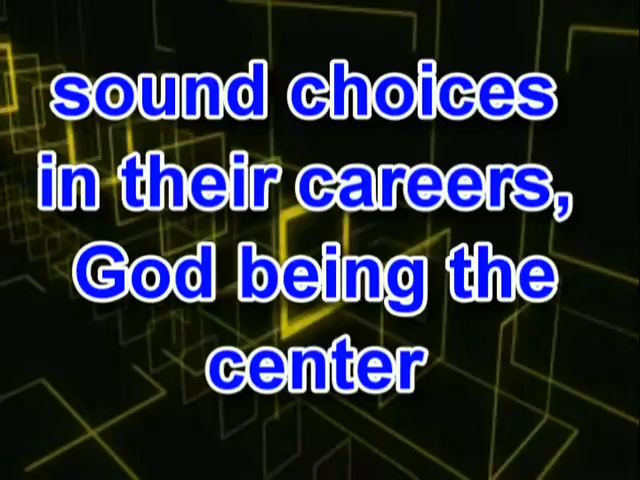 sound choices
in their careers,
God being the
center